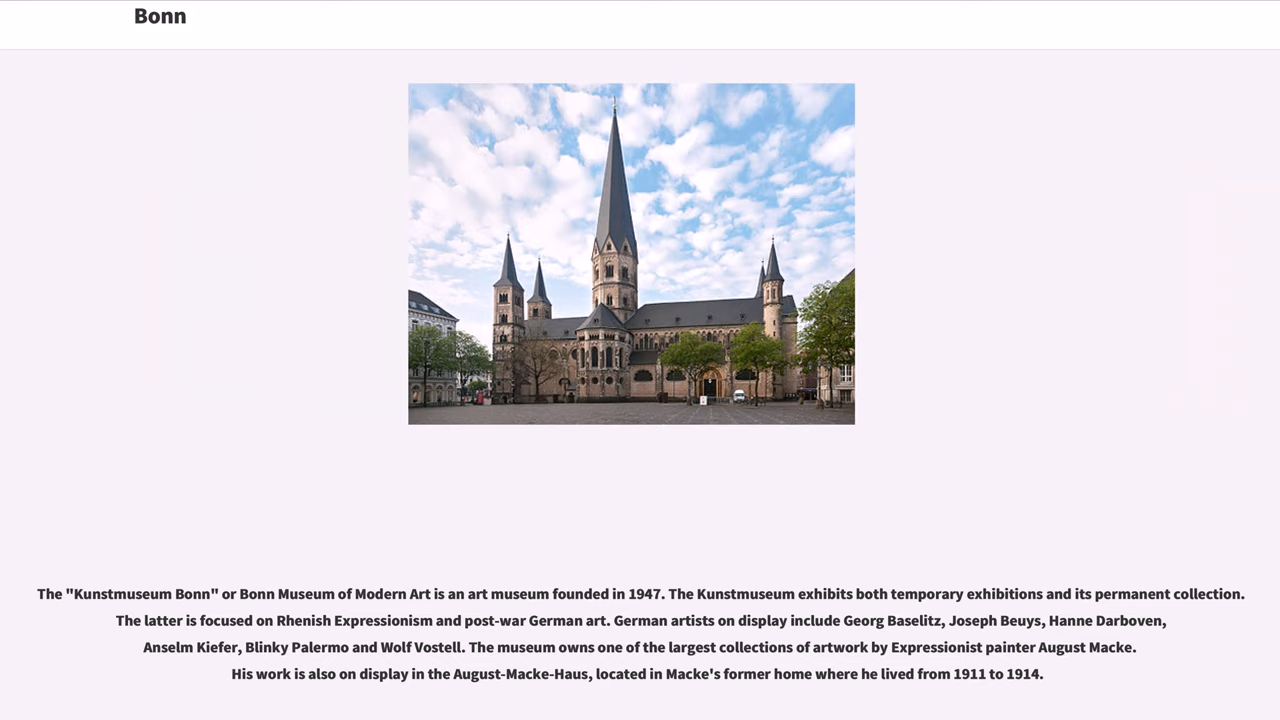 Bonn
The "Kunstmuseum Bonn" or Bonn Museum of Modern Art is an art museum founded in 1947. The Kunstmuseum exhibits both temporary exhibitions and its permanent collection.
The latter is focused on Rhenish Expressionism and post-war German art. German artists on display include Georg Baselitz, Joseph Beuys, Hanne Darboven,
Anselm Kiefer, Blinky Palermo and Wolf Vostell. The museum owns one of the largest collections of artwork by Expressionist painter August Macke.
His work is also on display in the August-Macke-Haus, located in Macke's former home where he lived from 1911 to 1914.